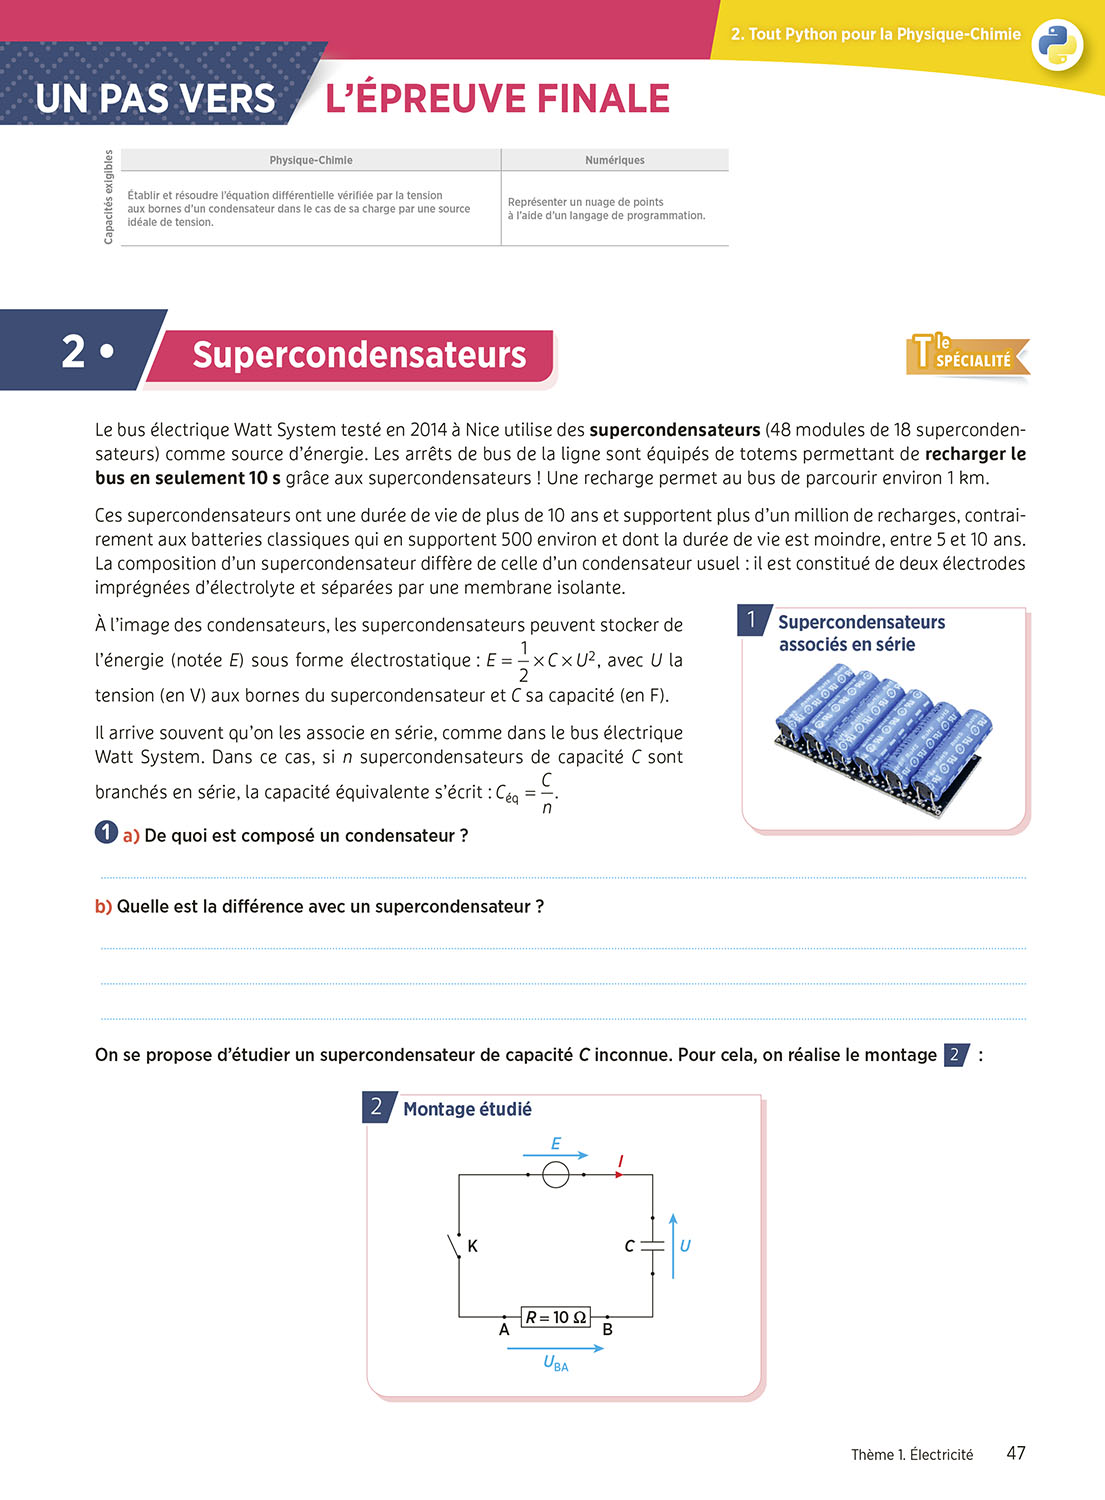 2. Tout Python pour la Physique-Chimie
UN PAS VERS L'ÉPREUVE FINALE
Capacités exigibles
Physique-Chimie
Numériques
Établir et résoudre l'équation différentielle vérifiée par la tension
aux bornes d'un condensateur dans le cas de sa charge par une source
idéale de tension.
Représenter un nuage de points
à l'aide d'un langage de programmation.
2 • Supercondensateurs
Tle SPÉCIALITÉ
Le bus électrique Watt System testé en 2014 à Nice utilise des supercondensateurs (48 modules de 18 superconden-
sateurs) comme source d'énergie. Les arrêts de bus de la ligne sont équipés de totems permettant de recharger le
bus en seulement 10 s grâce aux supercondensateurs ! Une recharge permet au bus de parcourir environ 1 km.
Ces supercondensateurs ont une durée de vie de plus de 10 ans et supportent plus d'un million de recharges, contrai-
rement aux batteries classiques qui en supportent 500 environ et dont la durée de vie est moindre, entre 5 et 10 ans.
La composition d'un supercondensateur diffère de celle d'un condensateur usuel : il est constitué de deux électrodes
imprégnées d'électrolyte et séparées par une membrane isolante.
À l'image des condensateurs, les supercondensateurs peuvent stocker de
l'énergie (notée E) sous forme électrostatique : E = 1/2 × C × U², avec U la
tension (en V) aux bornes du supercondensateur et C sa capacité (en F).
Il arrive souvent qu'on les associe en série, comme dans le bus électrique
Watt System. Dans ce cas, si n supercondensateurs de capacité C sont
branchés en série, la capacité équivalente s'écrit : Céq = C/n.
1 Supercondensateurs
associés en série
1 a) De quoi est composé un condensateur ?
b) Quelle est la différence avec un supercondensateur ?
On se propose d'étudier un supercondensateur de capacité C inconnue. Pour cela, on réalise le montage 2 :
2 Montage étudié
E
I
K
C
U
R = 10 Ω
A
B
UBA
Thème 1. Électricité 47